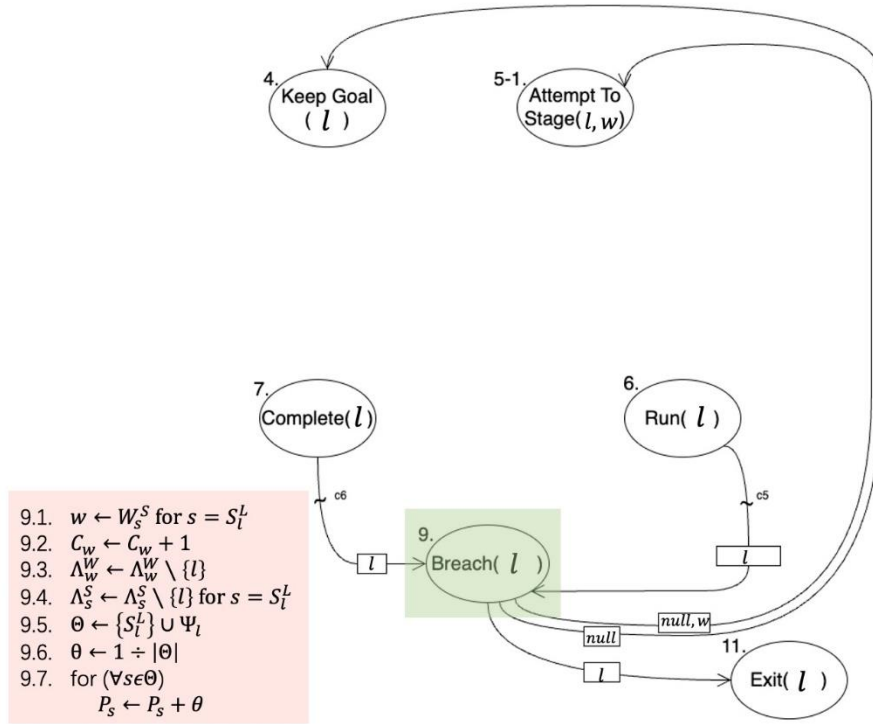 4.
Keep Goal
( l )
5-1.
Attempt To
Stage(l, w)
7.
Complete( l )
6.
Run( l )
~ c6
~ c5
l
l
9.
Breach( l )
null, w
null
l
11.
Exit( l )
9.1. w ← W_s^S for s = S_l^L
9.2. C_w ← C_w + 1
9.3. Λ_w^W ← Λ_w^W \ {l}
9.4. Λ_s^S ← Λ_s^S \ {l} for s = S_l^L
9.5. Θ ← {S_l^L} ∪ Ψ_l
9.6. θ ← 1 ÷ |Θ|
9.7. for (∀sϵΘ)
P_s ← P_s + θ